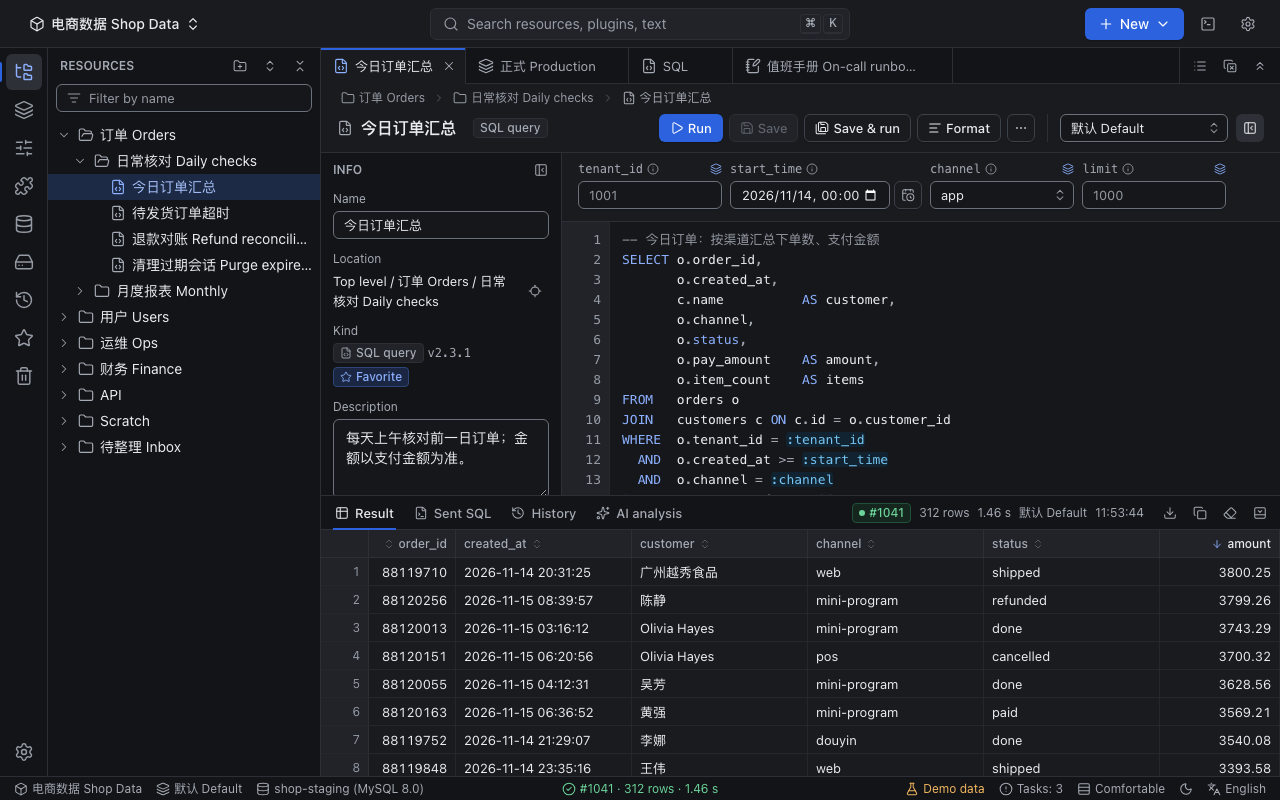 电商数据 Shop Data
Search resources, plugins, text ⌘ K
New
RESOURCES
Filter by name
订单 Orders
日常核对 Daily checks
今日订单汇总
待发货订单超时
退款对账 Refund reconcili...
清理过期会话 Purge expire...
月度报表 Monthly
用户 Users
运维 Ops
财务 Finance
API
Scratch
待整理 Inbox
今日订单汇总
正式 Production
SQL
值班手册 On-call runbo...
订单 Orders > 日常核对 Daily checks > 今日订单汇总
今日订单汇总 SQL query
Run Save Save & run Format ... 默认 Default
INFO
Name
今日订单汇总
Location
Top level / 订单 Orders / 日常
核对 Daily checks
Kind
SQL query v2.3.1
Favorite
Description
每天上午核对前一日订单；金
额以支付金额为准。
tenant_id start_time channel limit
1001 2026/11/14, 00:00 app 1000
1 -- 今日订单：按渠道汇总下单数、支付金额
2 SELECT o.order_id,
3 o.created_at,
4 c.name AS customer,
5 o.channel,
6 o.status,
7 o.pay_amount AS amount,
8 o.item_count AS items
9 FROM orders o
10 JOIN customers c ON c.id = o.customer_id
11 WHERE o.tenant_id = :tenant_id
12 AND o.created_at >= :start_time
13 AND o.channel = :channel
Result Sent SQL History AI analysis #1041 312 rows 1.46 s 默认 Default 11:53:44
order_id created_at customer channel status amount
1 88119710 2026-11-14 20:31:25 广州越秀食品 web shipped 3800.25
2 88120256 2026-11-15 08:39:57 陈静 mini-program refunded 3799.26
3 88120013 2026-11-15 03:16:12 Olivia Hayes mini-program done 3743.29
4 88120151 2026-11-15 06:20:56 Olivia Hayes pos cancelled 3700.32
5 88120055 2026-11-15 04:12:31 吴芳 mini-program done 3628.56
6 88120163 2026-11-15 06:36:52 黄强 mini-program paid 3569.21
7 88119752 2026-11-14 21:29:07 李娜 douyin done 3540.08
8 88119848 2026-11-14 23:35:16 王伟 web shipped 3393.58
电商数据 Shop Data 默认 Default shop-staging (MySQL 8.0) #1041 · 312 rows · 1.46 s Demo data Tasks: 3 Comfortable English